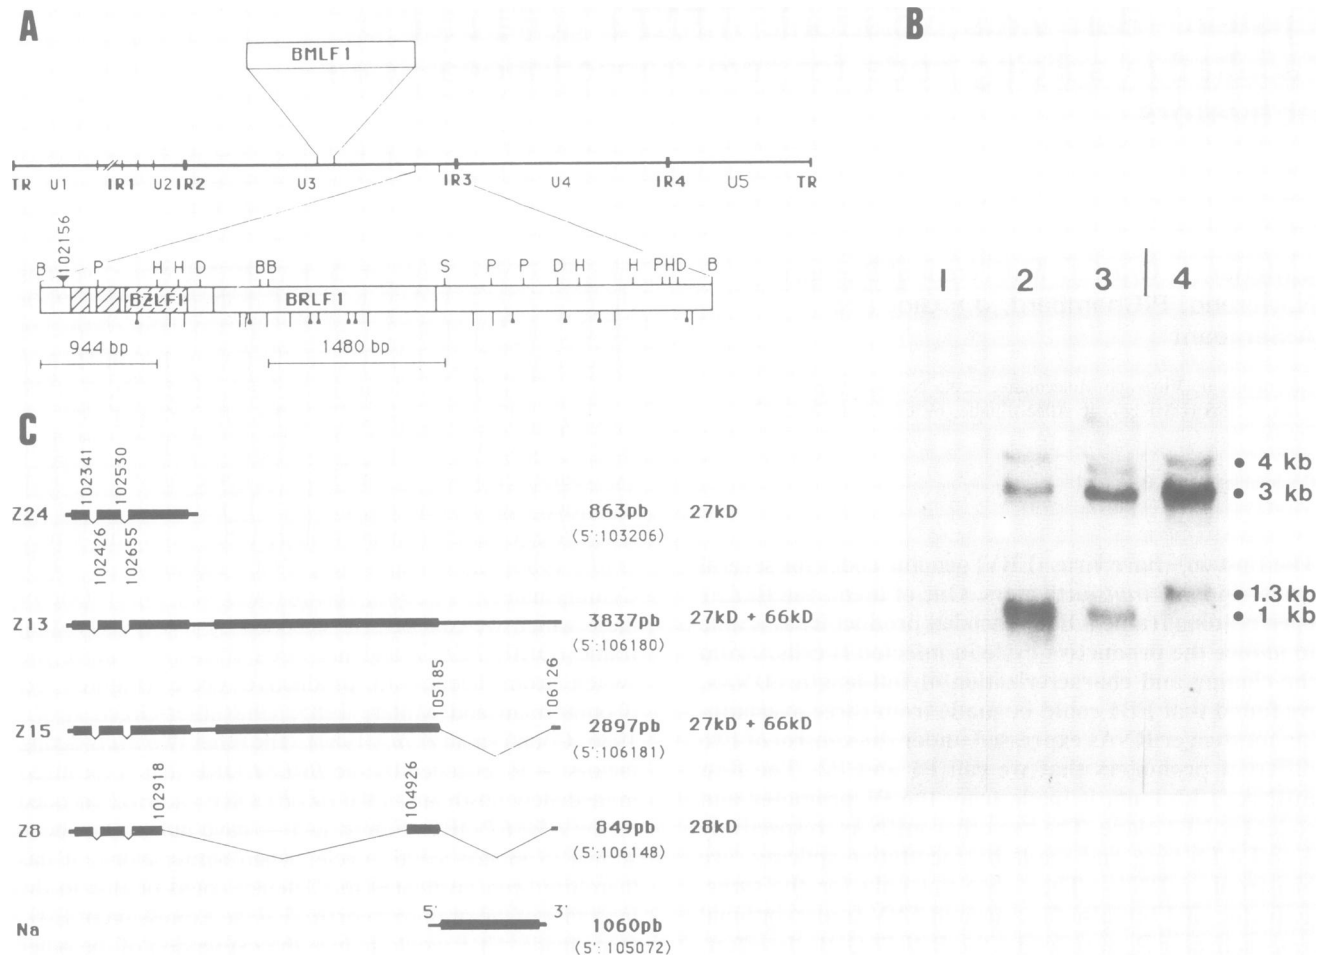 A
BMLF1
TR U1 IR1 U2 IR2 U3 IR3 U4 IR4 U5 TR
102156
B P H H D BB S P P D H H P H D B
BZLF1 BRLF1
944 bp 1480 bp
B
1 2 3 4
4 kb
3 kb
1.3 kb
1 kb
C
102341 102530
Z24 863pb 27kD
(5':103206)
102426 102655
Z13 3837pb 27kD + 66kD
(5':106180)
105185 106126
Z15 2897pb 27kD + 66kD
(5':106181)
102918 104926
Z8 849pb 28kD
(5':106148)
5' 3'
Na 1060pb
(5':105072)